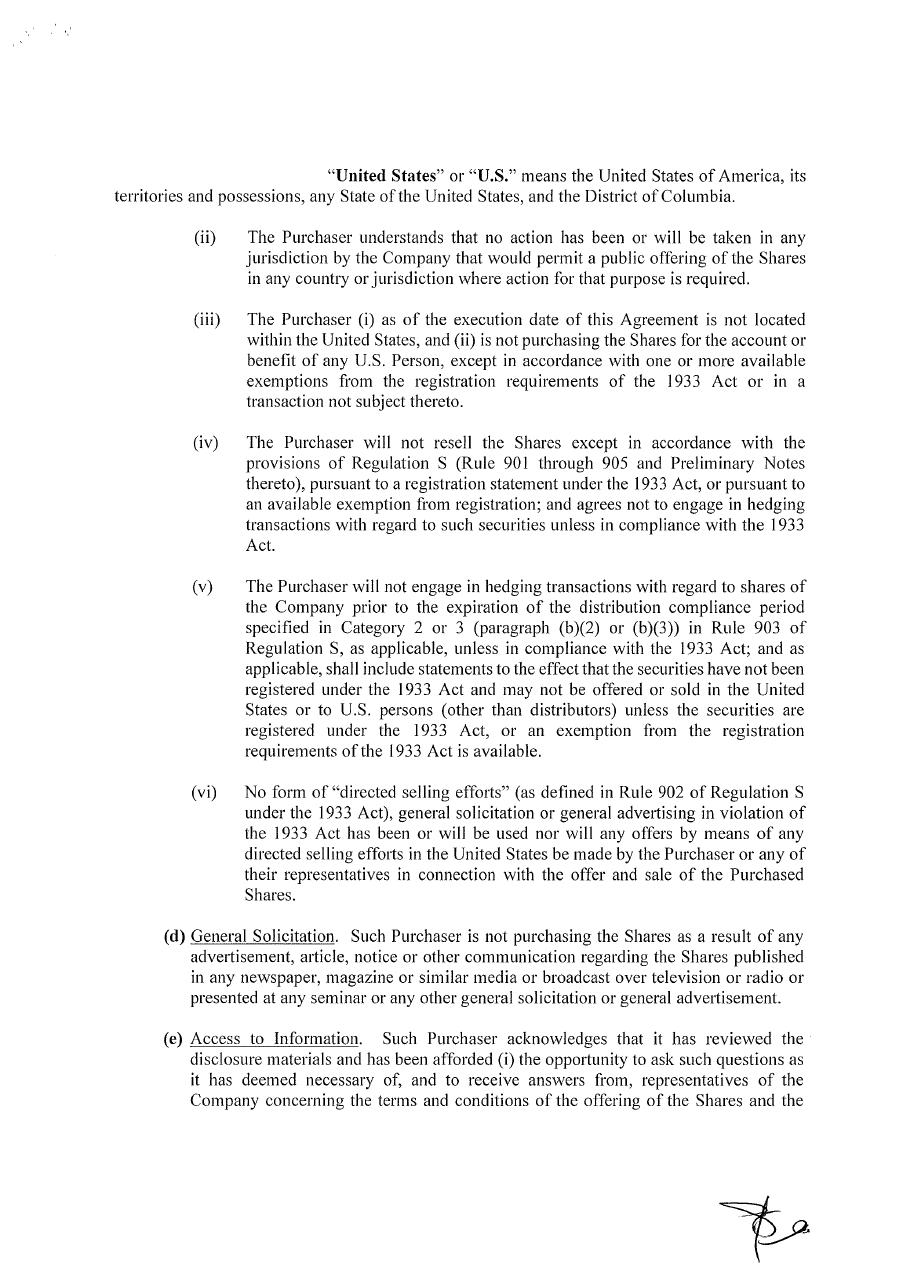 “United States” or “U.S.” means the United States of America, its
territories and possessions, any State of the United States, and the District of Columbia.
(ii) The Purchaser understands that no action has been or will be taken in any
jurisdiction by the Company that would permit a public offering of the Shares
in any country or jurisdiction where action for that purpose is required.
(iii) The Purchaser (i) as of the execution date of this Agreement is not located
within the United States, and (ii) is not purchasing the Shares for the account or
benefit of any U.S. Person, except in accordance with one or more available
exemptions from the registration requirements of the 1933 Act or in a
transaction not subject thereto.
(iv) The Purchaser will not resell the Shares except in accordance with the
provisions of Regulation S (Rule 901 through 905 and Preliminary Notes
thereto), pursuant to a registration statement under the 1933 Act, or pursuant to
an available exemption from registration; and agrees not to engage in hedging
transactions with regard to such securities unless in compliance with the 1933
Act.
(v) The Purchaser will not engage in hedging transactions with regard to shares of
the Company prior to the expiration of the distribution compliance period
specified in Category 2 or 3 (paragraph (b)(2) or (b)(3)) in Rule 903 of
Regulation S, as applicable, unless in compliance with the 1933 Act; and as
applicable, shall include statements to the effect that the securities have not been
registered under the 1933 Act and may not be offered or sold in the United
States or to U.S. persons (other than distributors) unless the securities are
registered under the 1933 Act, or an exemption from the registration
requirements of the 1933 Act is available.
(vi) No form of “directed selling efforts” (as defined in Rule 902 of Regulation S
under the 1933 Act), general solicitation or general advertising in violation of
the 1933 Act has been or will be used nor will any offers by means of any
directed selling efforts in the United States be made by the Purchaser or any of
their representatives in connection with the offer and sale of the Purchased
Shares.
(d) General Solicitation. Such Purchaser is not purchasing the Shares as a result of any
advertisement, article, notice or other communication regarding the Shares published
in any newspaper, magazine or similar media or broadcast over television or radio or
presented at any seminar or any other general solicitation or general advertisement.
(e) Access to Information. Such Purchaser acknowledges that it has reviewed the
disclosure materials and has been afforded (i) the opportunity to ask such questions as
it has deemed necessary of, and to receive answers from, representatives of the
Company concerning the terms and conditions of the offering of the Shares and the